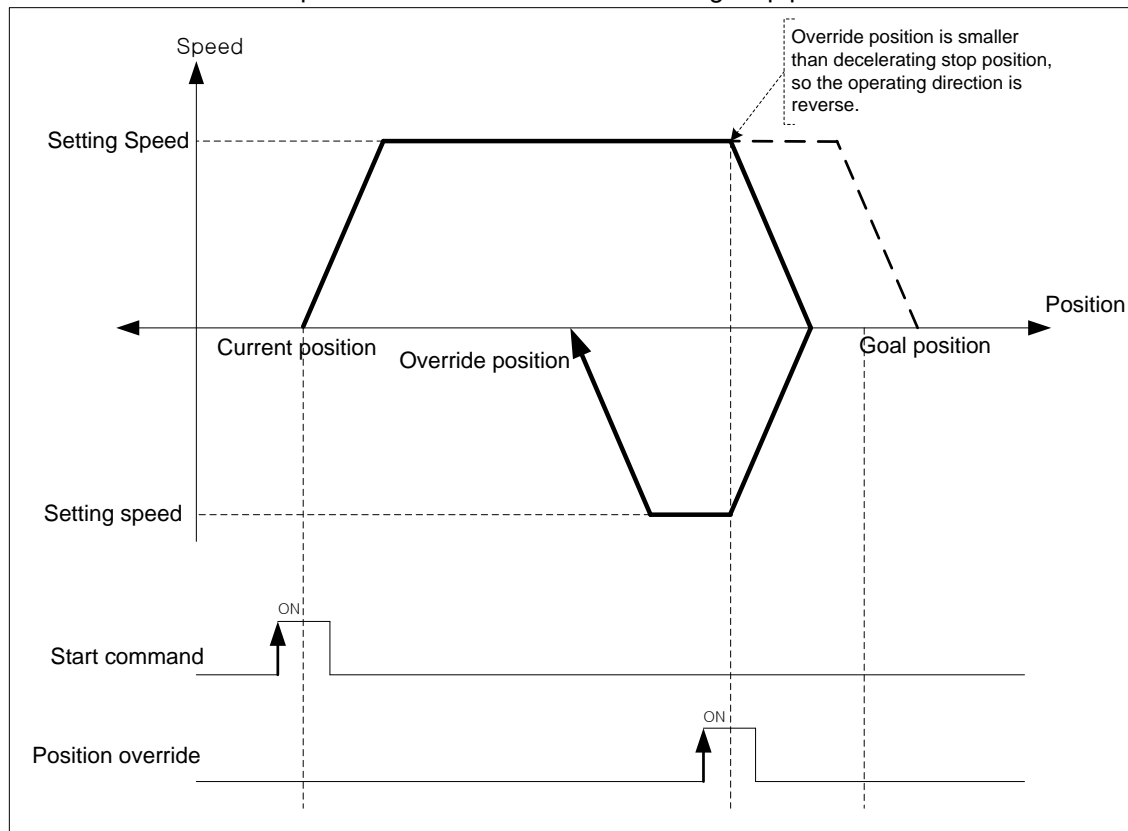 Override position is smaller
than decelerating stop position,
so the operating direction is
reverse.
Speed
Setting Speed
Position
Current position
Goal position
Override position
Setting speed
ON
Start command
ON
Position override